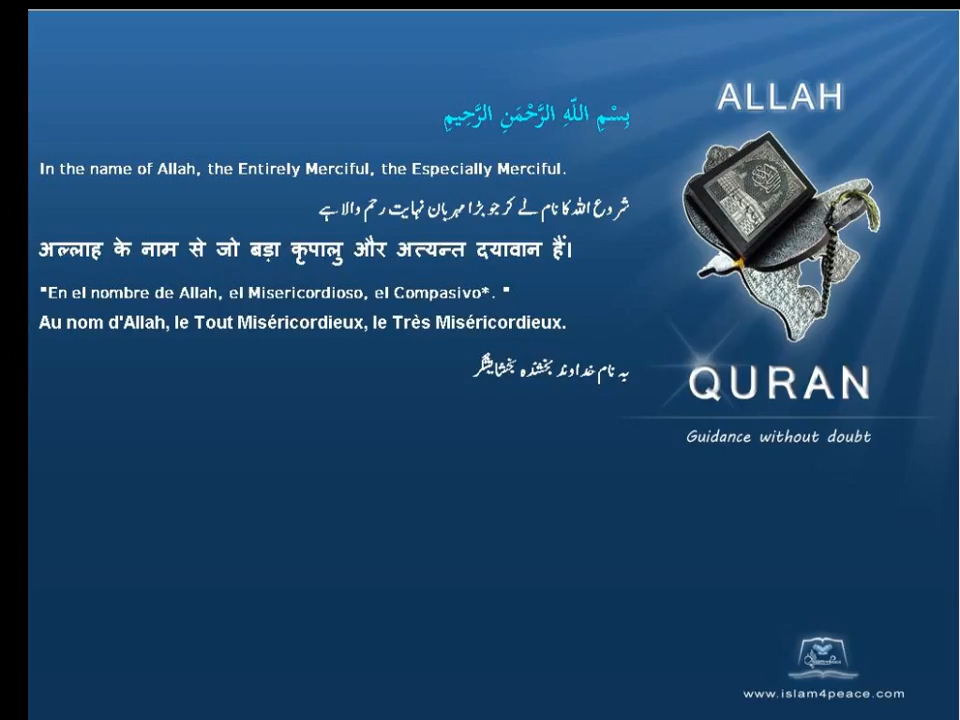 بِسْمِ اللَّهِ الرَّحْمَنِ الرَّحِيمِ
In the name of Allah, the Entirely Merciful, the Especially Merciful.
شروع الله کا نام لے کر جو بڑا مہربان نہایت رحم والا ہے
अल्लाह के नाम से जो बड़ा कृपालु और अत्यन्त दयावान हैं।
"En el nombre de Allah, el Misericordioso, el Compasivo*. "
Au nom d'Allah, le Tout Miséricordieux, le Très Miséricordieux.
به نام خداوند بخشنده بخشایشگر
ALLAH
QURAN
Guidance without doubt
www.islam4peace.com